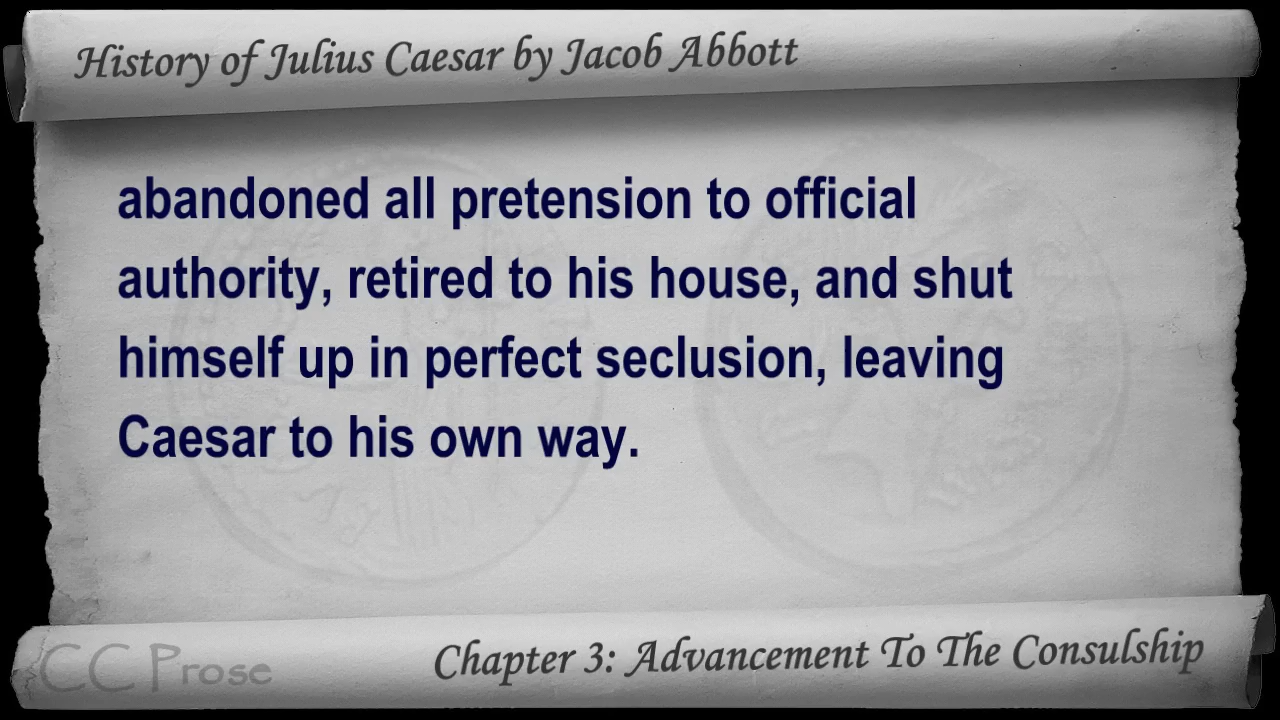 History of Julius Caesar by Jacob Abbott
abandoned all pretension to official
authority, retired to his house, and shut
himself up in perfect seclusion, leaving
Caesar to his own way.
CC Prose
Chapter 3: Advancement To The Consulship